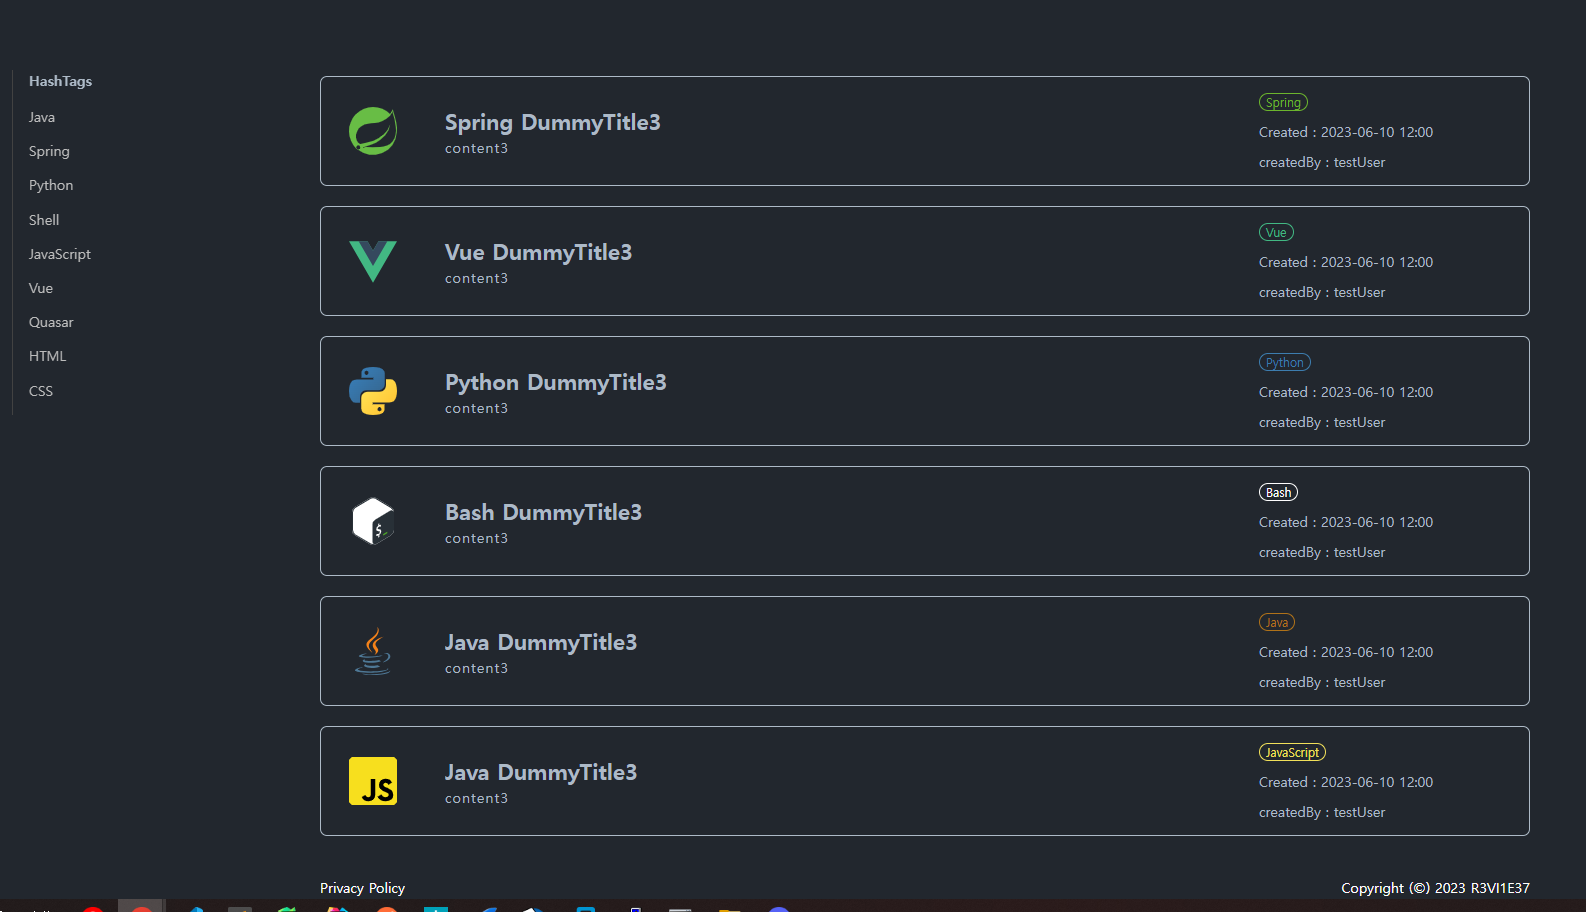 HashTags
Java
Spring
Python
Shell
JavaScript
Vue
Quasar
HTML
CSS
Spring DummyTitle3
content3
Spring
Created : 2023-06-10 12:00
createdBy : testUser
Vue DummyTitle3
content3
Vue
Created : 2023-06-10 12:00
createdBy : testUser
Python DummyTitle3
content3
Python
Created : 2023-06-10 12:00
createdBy : testUser
$_
Bash DummyTitle3
content3
Bash
Created : 2023-06-10 12:00
createdBy : testUser
Java DummyTitle3
content3
Java
Created : 2023-06-10 12:00
createdBy : testUser
JS
Java DummyTitle3
content3
JavaScript
Created : 2023-06-10 12:00
createdBy : testUser
Privacy Policy
Copyright (©) 2023 R3VI1E37